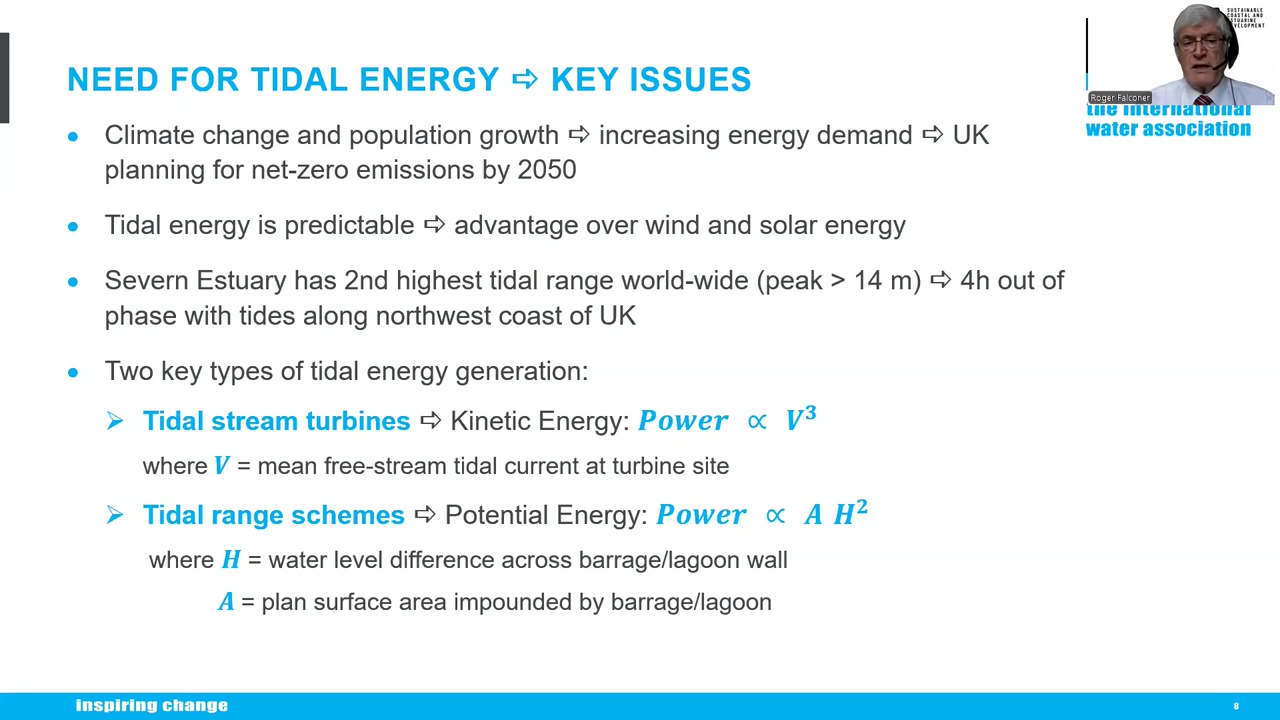 SUSTAINABLE
COASTAL AND
ESTUARINE
DEVELOPMENT
NEED FOR TIDAL ENERGY ⇨ KEY ISSUES
Roger Falconer
the international
water association
• Climate change and population growth ⇨ increasing energy demand ⇨ UK
planning for net-zero emissions by 2050
• Tidal energy is predictable ⇨ advantage over wind and solar energy
• Severn Estuary has 2nd highest tidal range world-wide (peak > 14 m) ⇨ 4h out of
phase with tides along northwest coast of UK
• Two key types of tidal energy generation:
➢ Tidal stream turbines ⇨ Kinetic Energy: Power ∝ V³
where V = mean free-stream tidal current at turbine site
➢ Tidal range schemes ⇨ Potential Energy: Power ∝ A H²
where H = water level difference across barrage/lagoon wall
A = plan surface area impounded by barrage/lagoon
inspiring change
8